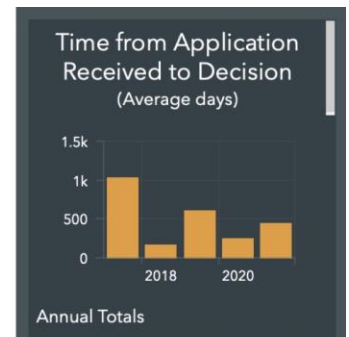 Time from Application
Received to Decision
(Average days)
1.5k
1k
500
0
2018 2020
Annual Totals